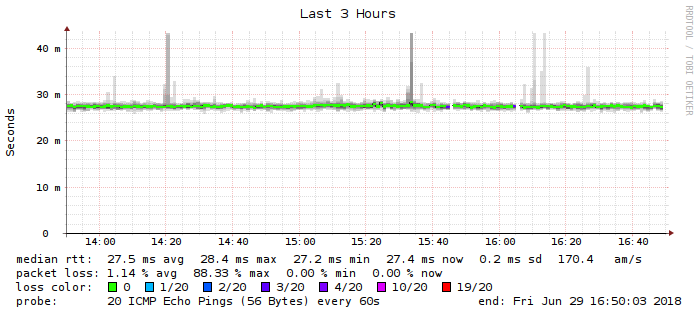 Last 3 Hours
RRDTOOL / TOBI OETIKER
Seconds
40 m
30 m
20 m
10 m
0
14:00 14:20 14:40 15:00 15:20 15:40 16:00 16:20 16:40
median rtt: 27.5 ms avg 28.4 ms max 27.2 ms min 27.4 ms now 0.2 ms sd 170.4 am/s
packet loss: 1.14 % avg 88.33 % max 0.00 % min 0.00 % now
loss color: 0 1/20 2/20 3/20 4/20 10/20 19/20
probe: 20 ICMP Echo Pings (56 Bytes) every 60s end: Fri Jun 29 16:50:03 2018